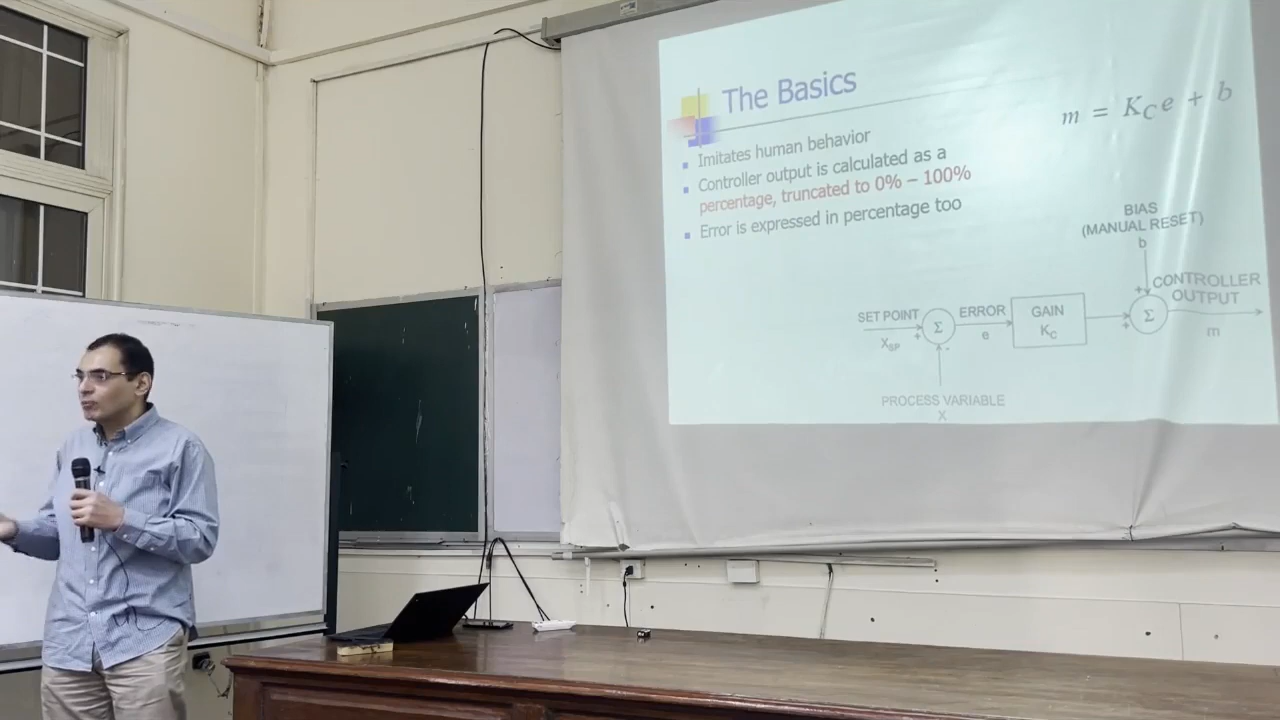 The Basics
m = K_C e + b
Imitates human behavior
Controller output is calculated as a
percentage, truncated to 0% – 100%
Error is expressed in percentage too
BIAS
(MANUAL RESET)
b
CONTROLLER
OUTPUT
m
SET POINT
X_SP
+
Σ
-
ERROR
e
GAIN
K_C
+
+
Σ
PROCESS VARIABLE
X